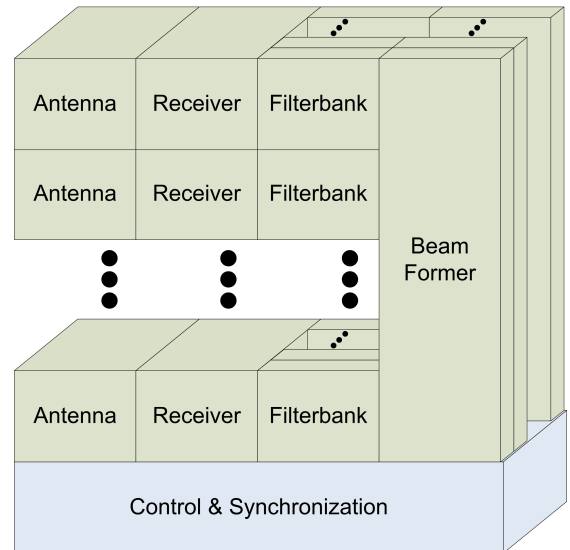 Antenna Receiver Filterbank
Antenna Receiver Filterbank
Beam
Former
Antenna Receiver Filterbank
Control & Synchronization